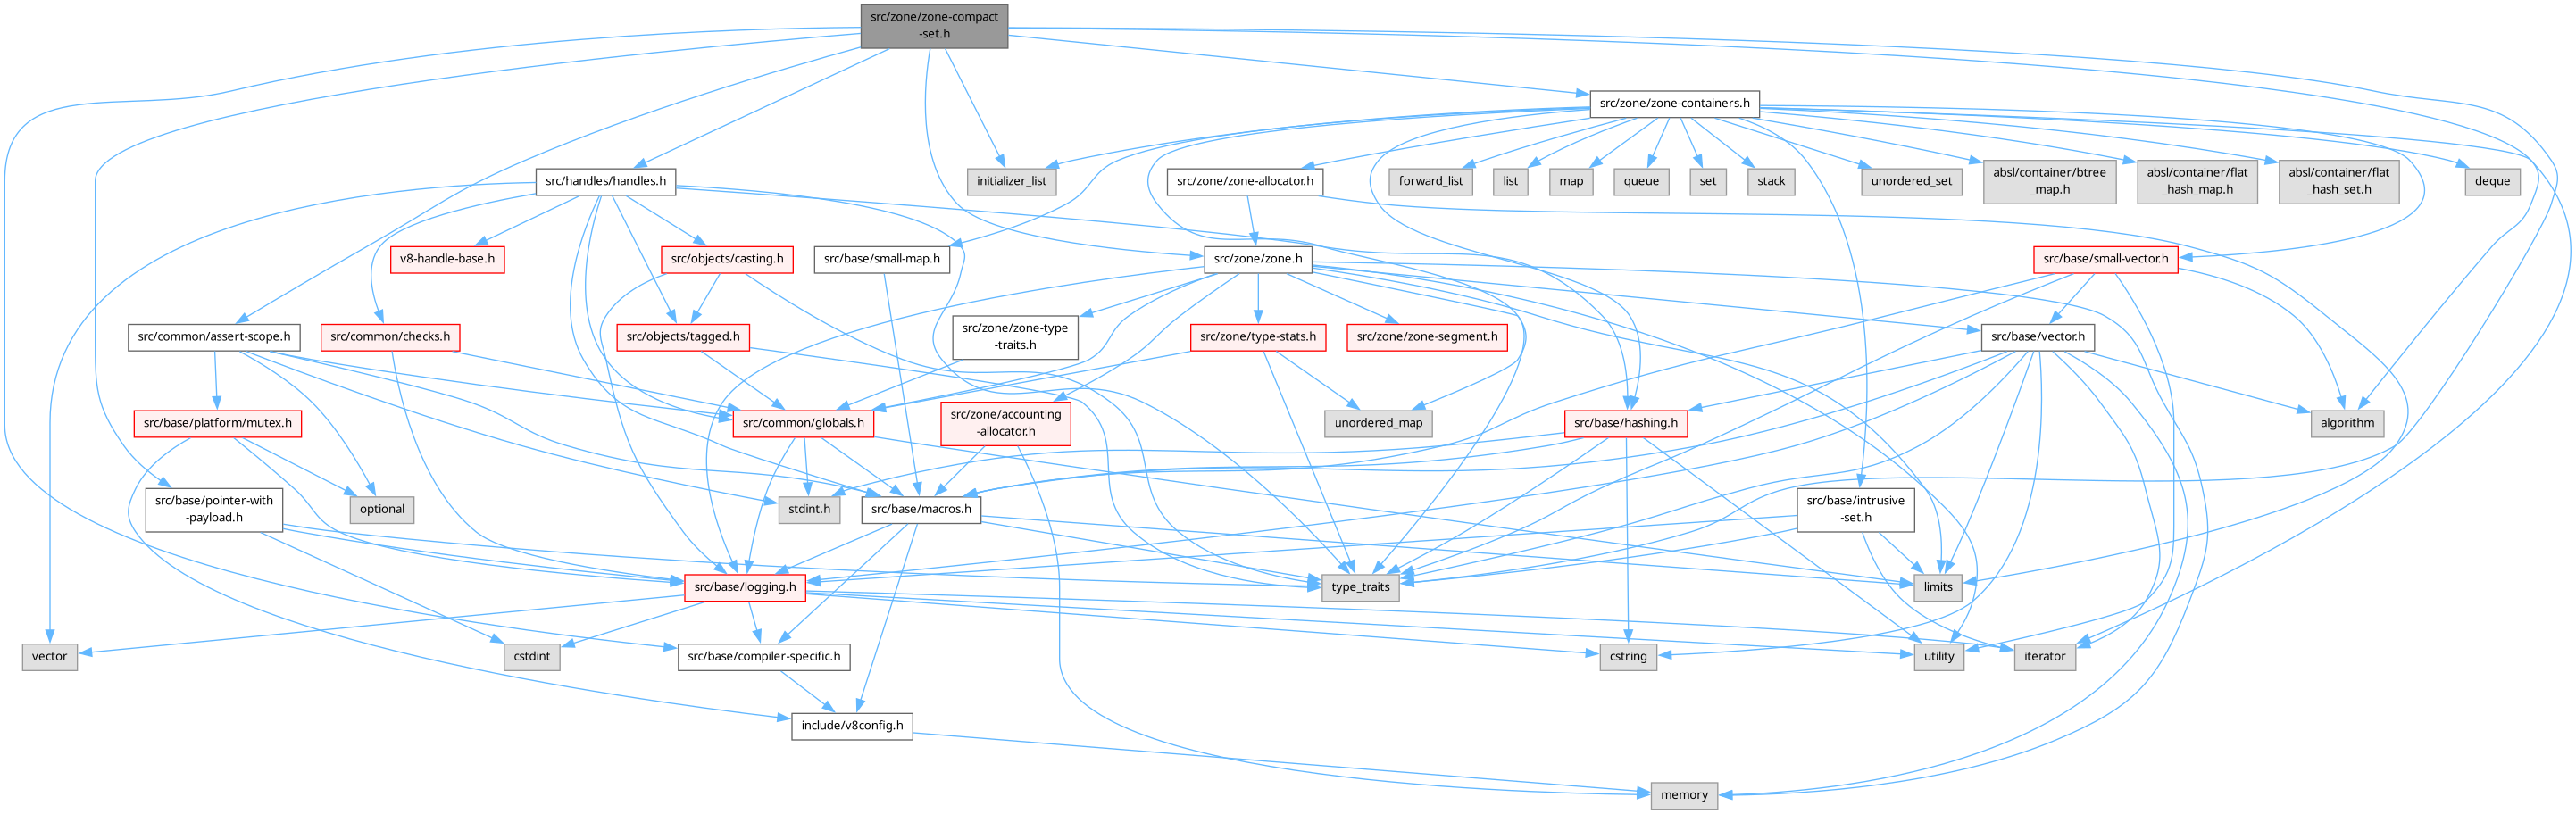 src/zone/zone-compact
-set.h
src/zone/zone-containers.h
src/handles/handles.h
initializer_list
src/zone/zone-allocator.h
forward_list
list
map
queue
set
stack
unordered_set
absl/container/btree
_map.h
absl/container/flat
_hash_map.h
absl/container/flat
_hash_set.h
deque
v8-handle-base.h
src/objects/casting.h
src/base/small-map.h
src/zone/zone.h
src/base/small-vector.h
src/common/assert-scope.h
src/common/checks.h
src/objects/tagged.h
src/zone/zone-type
-traits.h
src/zone/type-stats.h
src/zone/zone-segment.h
src/base/vector.h
src/base/platform/mutex.h
src/common/globals.h
src/zone/accounting
-allocator.h
unordered_map
src/base/hashing.h
algorithm
src/base/pointer-with
-payload.h
optional
stdint.h
src/base/macros.h
src/base/intrusive
-set.h
src/base/logging.h
type_traits
limits
vector
cstdint
src/base/compiler-specific.h
cstring
utility
iterator
include/v8config.h
memory